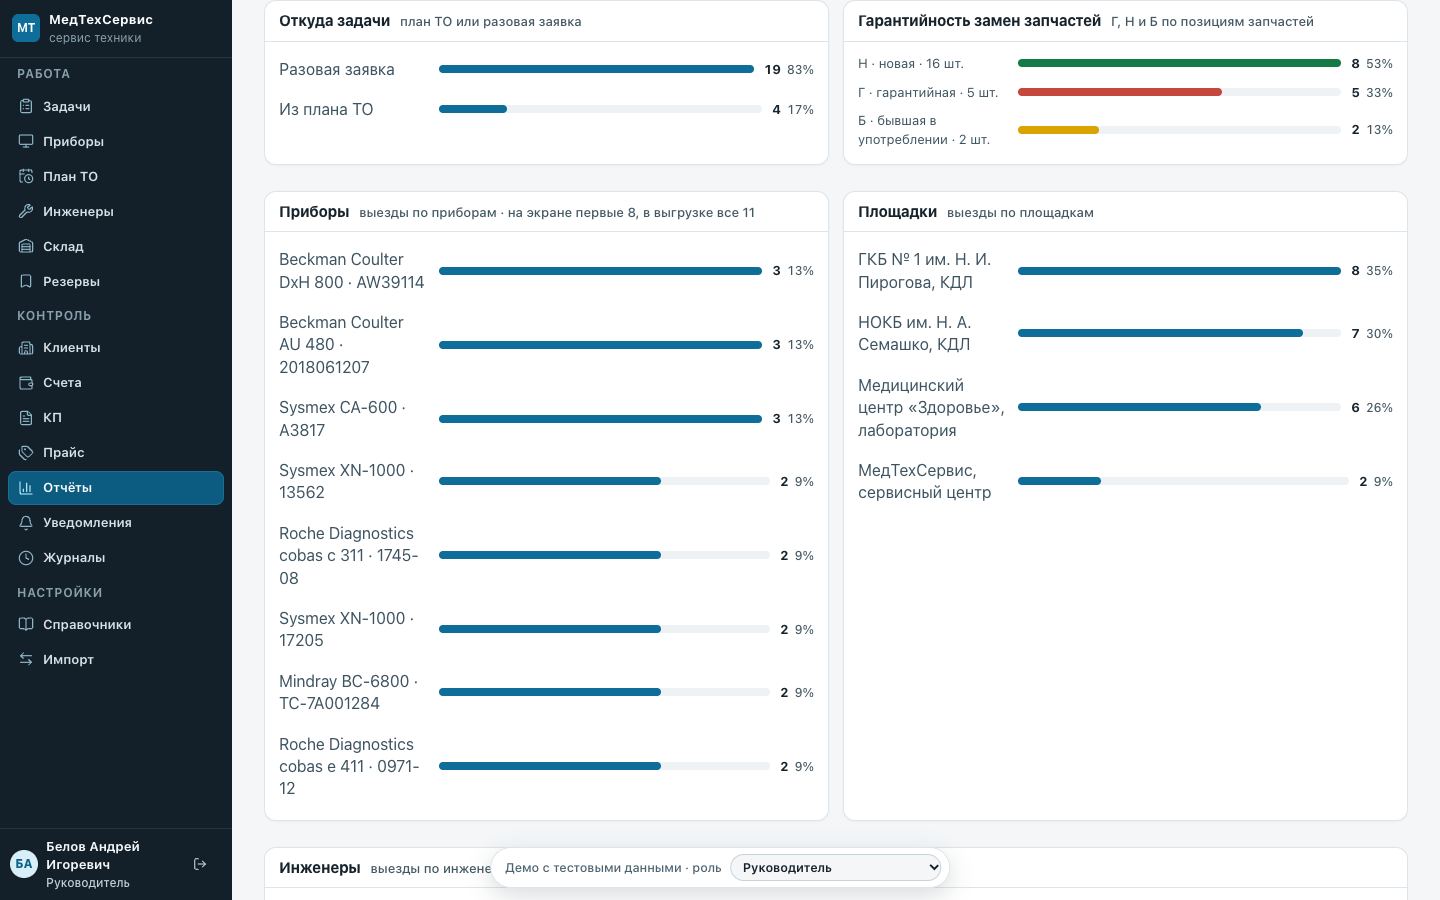 МТ
МедТехСервис
сервис техники
РАБОТА
Задачи
Приборы
План ТО
Инженеры
Склад
Резервы
КОНТРОЛЬ
Клиенты
Счета
КП
Прайс
Отчёты
Уведомления
Журналы
НАСТРОЙКИ
Справочники
Импорт
БА
Белов Андрей
Игоревич
Руководитель
Откуда задачи план ТО или разовая заявка
Разовая заявка 19 83%
Из плана ТО 4 17%
Гарантийность замен запчастей Г, Н и Б по позициям запчастей
Н · новая · 16 шт. 8 53%
Г · гарантийная · 5 шт. 5 33%
Б · бывшая в
употреблении · 2 шт. 2 13%
Приборы выезды по приборам · на экране первые 8, в выгрузке все 11
Beckman Coulter
DxH 800 · AW39114 3 13%
Beckman Coulter
AU 480 · 3 13%
2018061207
Sysmex CA-600 ·
A3817 3 13%
Sysmex XN-1000 ·
13562 2 9%
Roche Diagnostics
cobas c 311 · 1745- 2 9%
08
Sysmex XN-1000 ·
17205 2 9%
Mindray BC-6800 ·
TC-7A001284 2 9%
Roche Diagnostics
cobas e 411 · 0971- 2 9%
12
Площадки выезды по площадкам
ГКБ № 1 им. Н. И.
Пирогова, КДЛ 8 35%
НОКБ им. Н. А.
Семашко, КДЛ 7 30%
Медицинский
центр «Здоровье», 6 26%
лаборатория
МедТехСервис,
сервисный центр 2 9%
Инженеры выезды по инжене
Демо с тестовыми данными · роль Руководитель